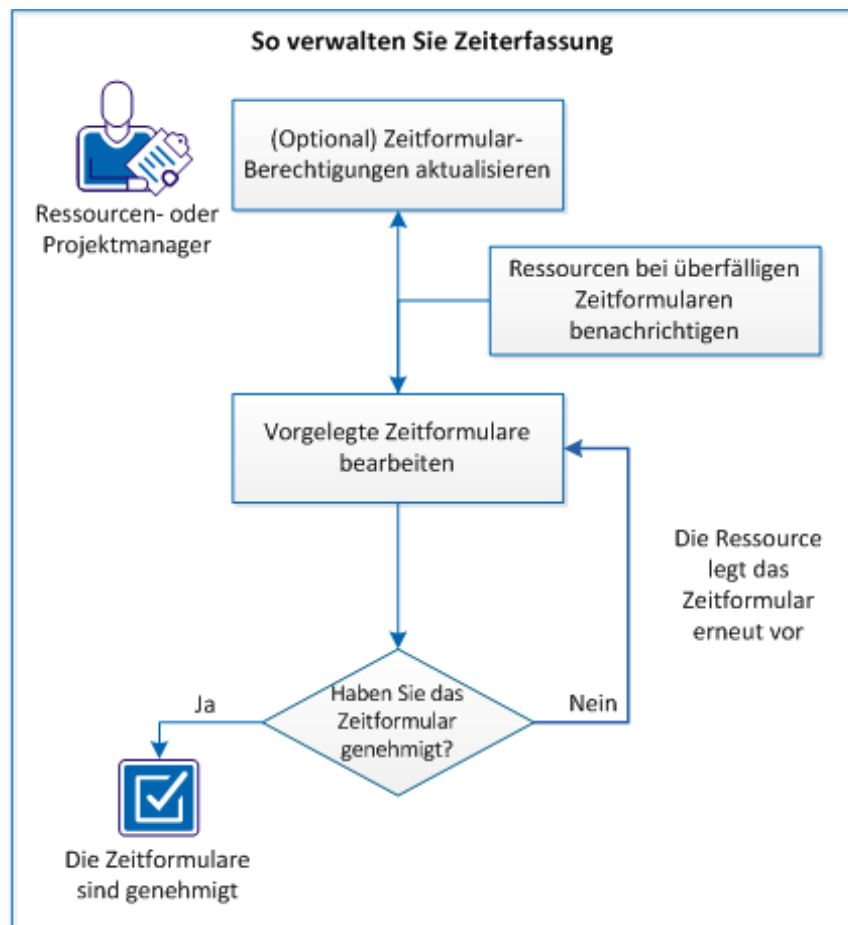 So verwalten Sie Zeiterfassung
(Optional) Zeitformular-
Berechtigungen aktualisieren
Ressourcen- oder
Projektmanager
Ressourcen bei überfälligen
Zeitformularen
benachrichtigen
Vorgelegte Zeitformulare
bearbeiten
Die Ressource
legt das
Zeitformular
erneut vor
Haben Sie das
Zeitformular
genehmigt?
Ja
Nein
Die Zeitformulare
sind genehmigt